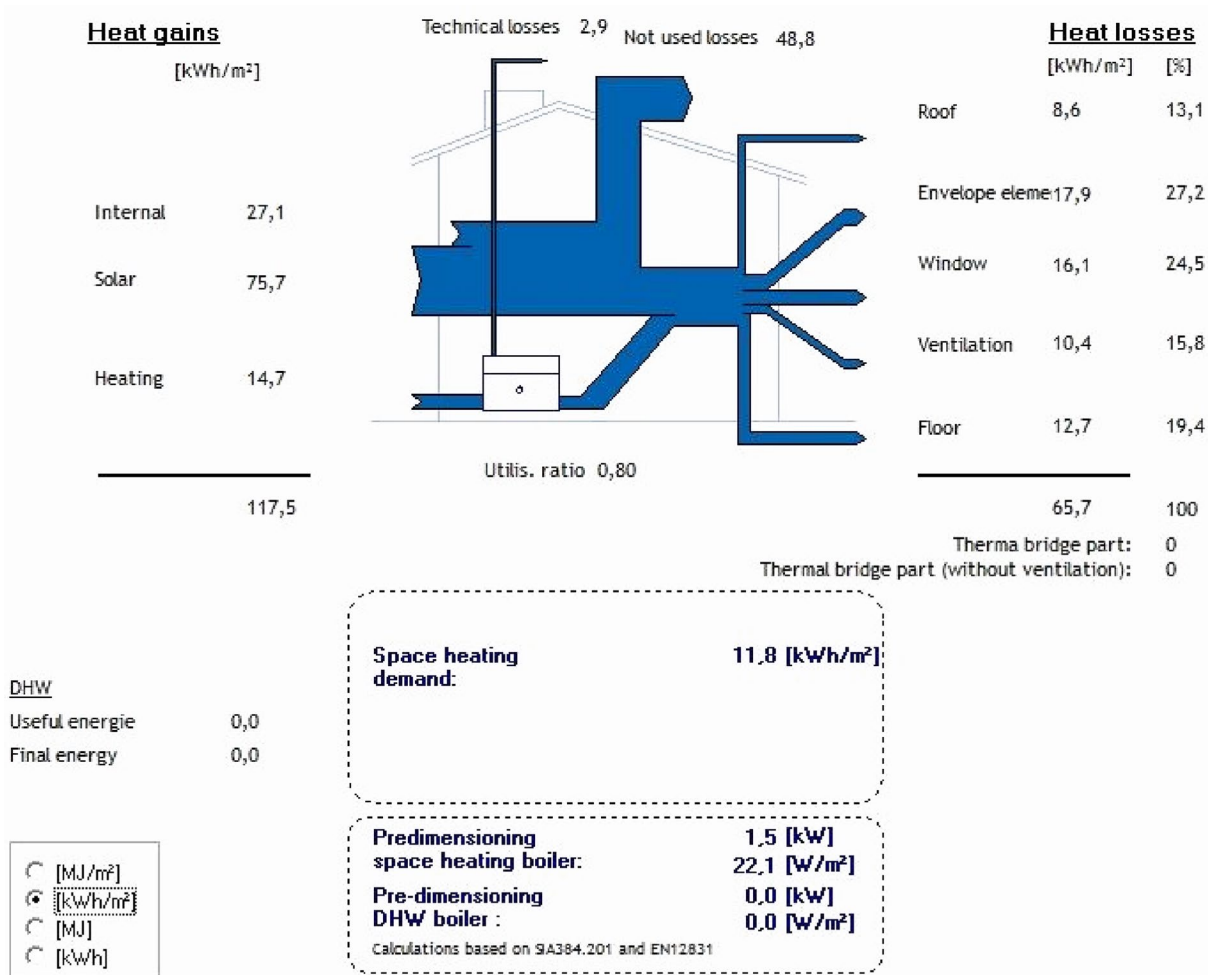 Heat gains
[kWh/m²]
Technical losses 2,9
Not used losses 48,8
Heat losses
[kWh/m²] [%]
Roof 8,6 13,1
Envelope eleme 17,9 27,2
Internal 27,1
Window 16,1 24,5
Solar 75,7
Ventilation 10,4 15,8
Heating 14,7
Floor 12,7 19,4
Utilis. ratio 0,80
117,5
65,7 100
Therma bridge part: 0
Thermal bridge part (without ventilation): 0
Space heating 11,8 [kWh/m²]
demand:
DHW
Useful energie 0,0
Final energy 0,0
Predimensioning 1,5 [kW]
space heating boiler: 22,1 [W/m²]
Pre-dimensioning 0,0 [kW]
DHW boiler : 0,0 [W/m²]
Calculations based on SIA384.201 and EN12831
[MJ/m²]
[kWh/m²]
[MJ]
[kWh]